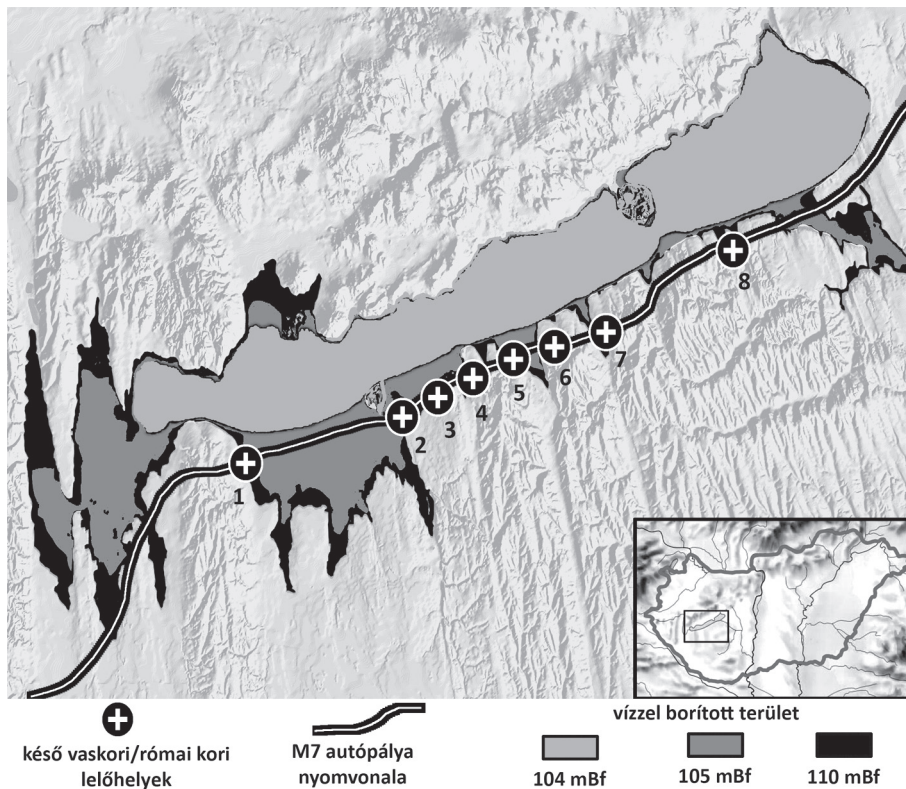 1
2
3
4
5
6
7
8
késő vaskori/római kori
lelőhelyek
M7 autópálya
nyomvonala
vízzel borított terület
104 mBf
105 mBf
110 mBf